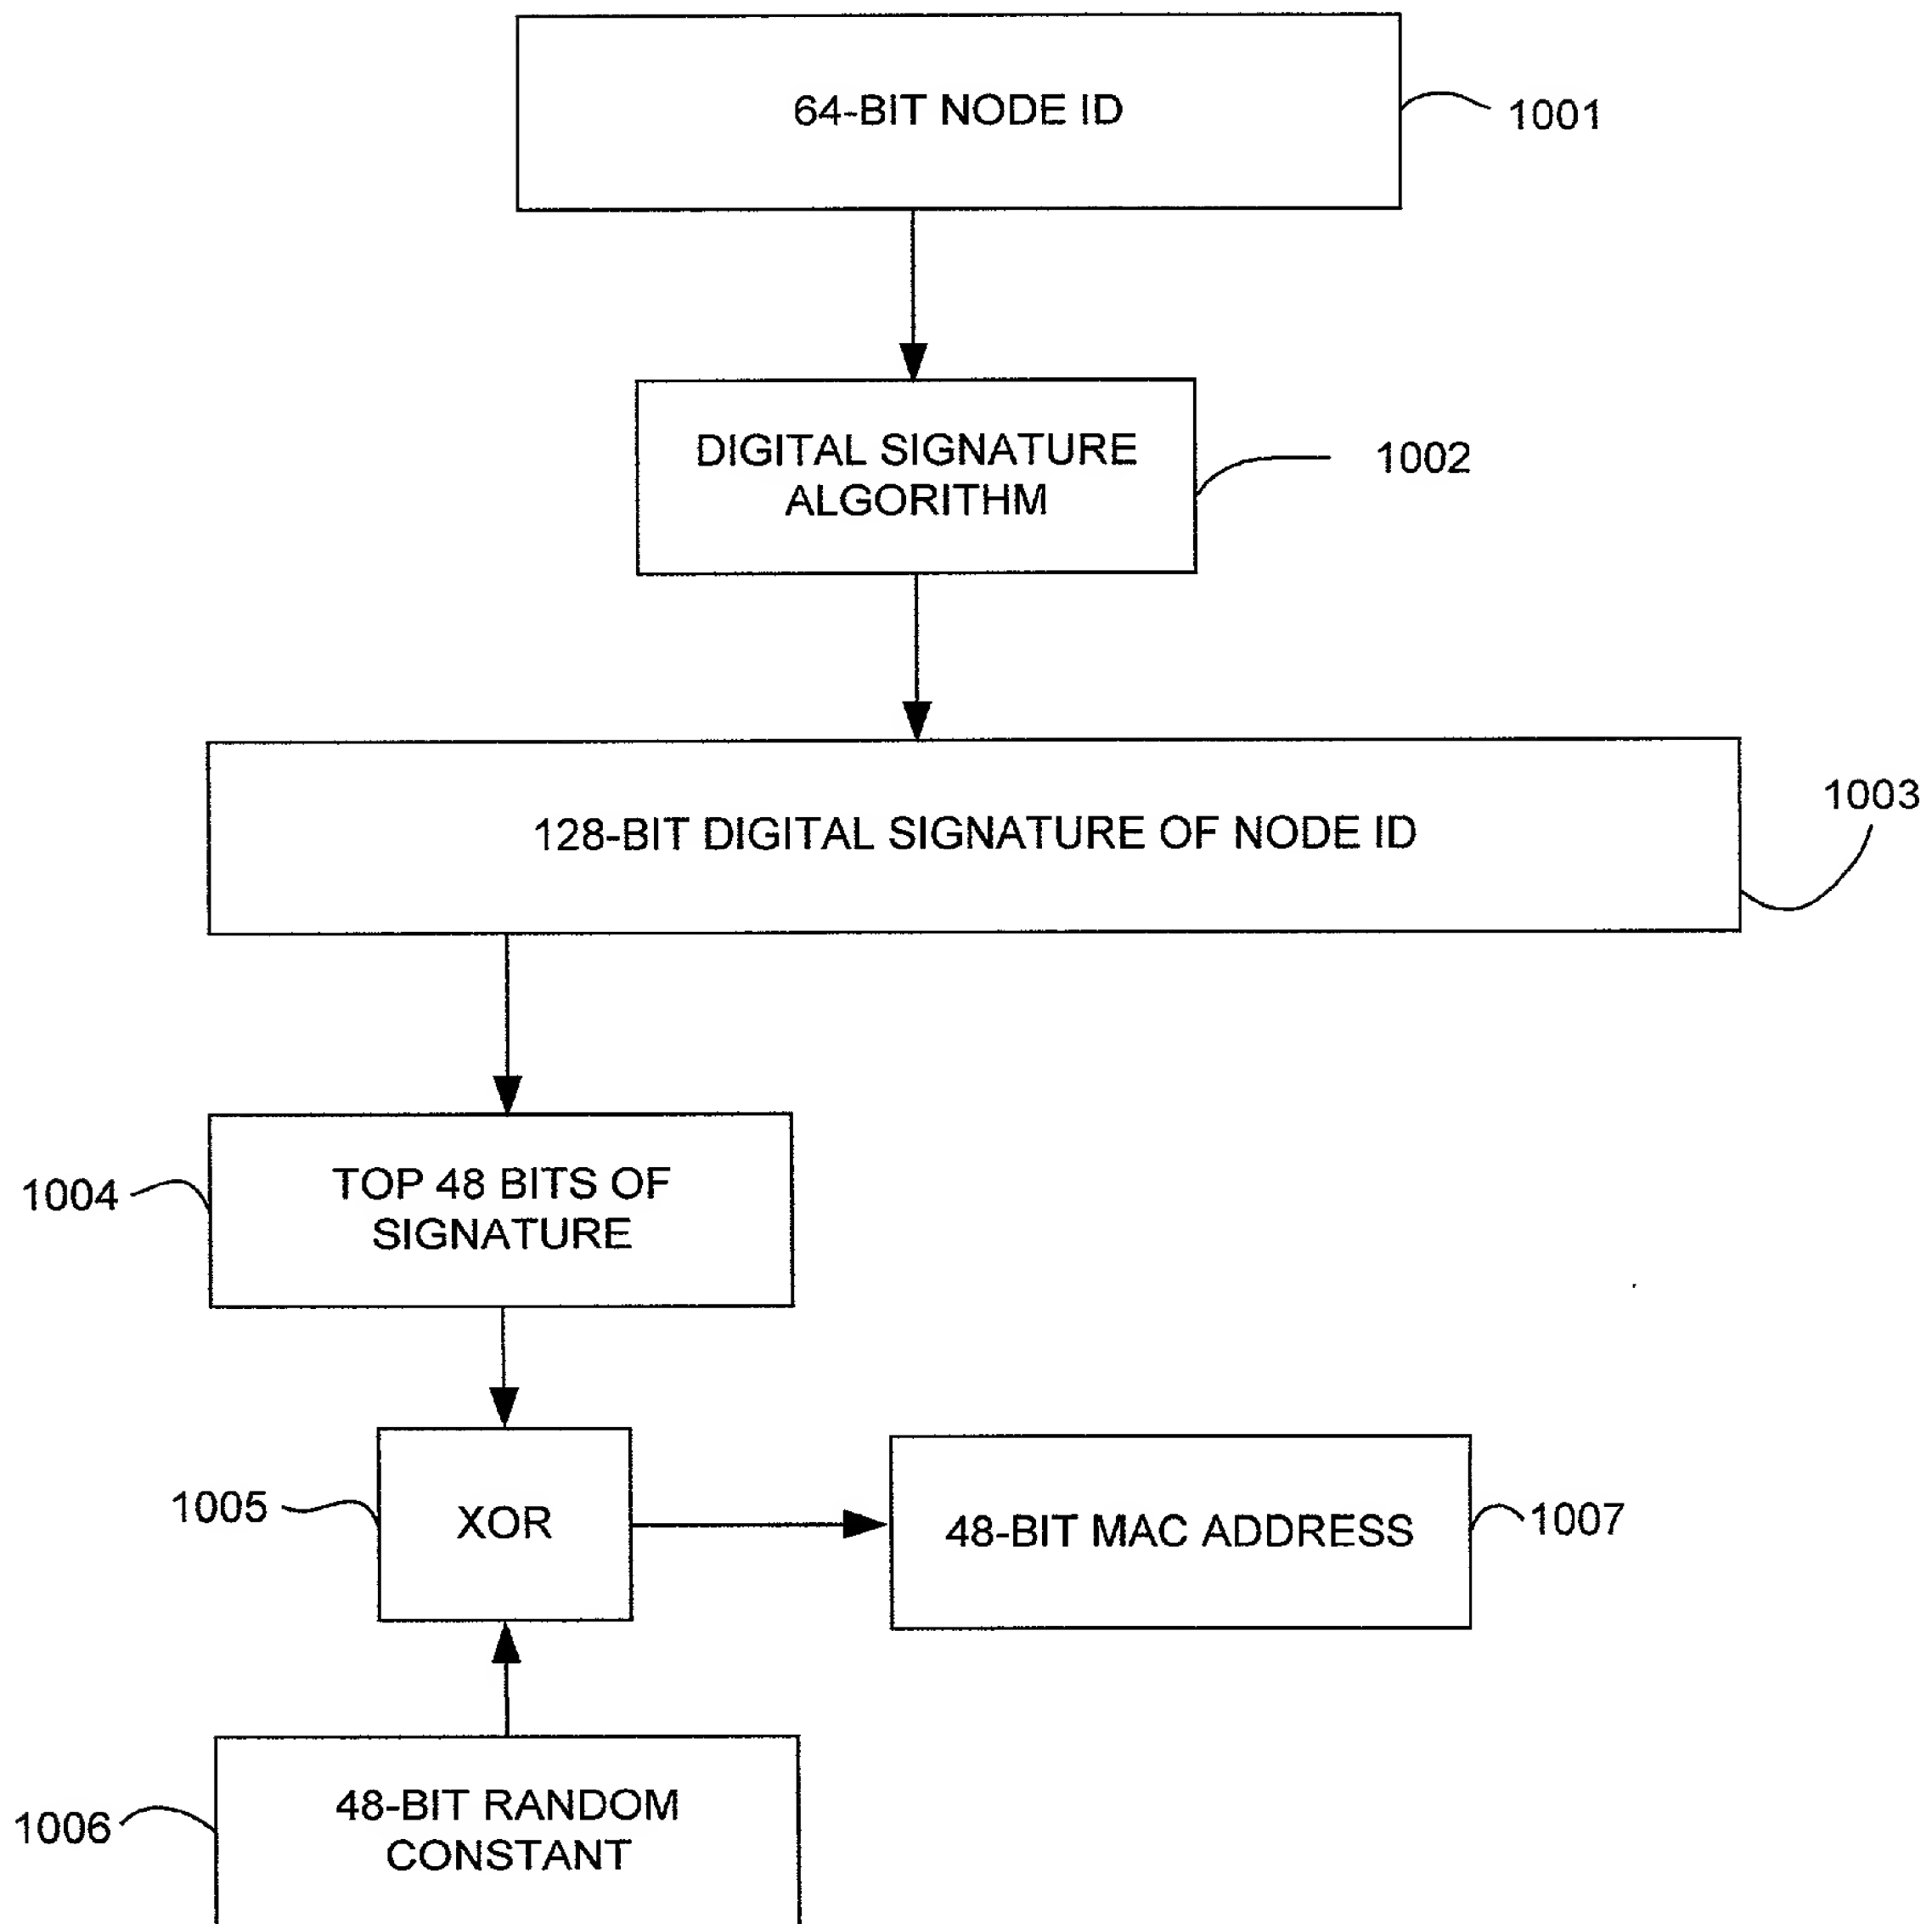 64-BIT NODE ID
1001
DIGITAL SIGNATURE
ALGORITHM
1002
128-BIT DIGITAL SIGNATURE OF NODE ID
1003
1004
TOP 48 BITS OF
SIGNATURE
1005
XOR
48-BIT MAC ADDRESS
1007
1006
48-BIT RANDOM
CONSTANT